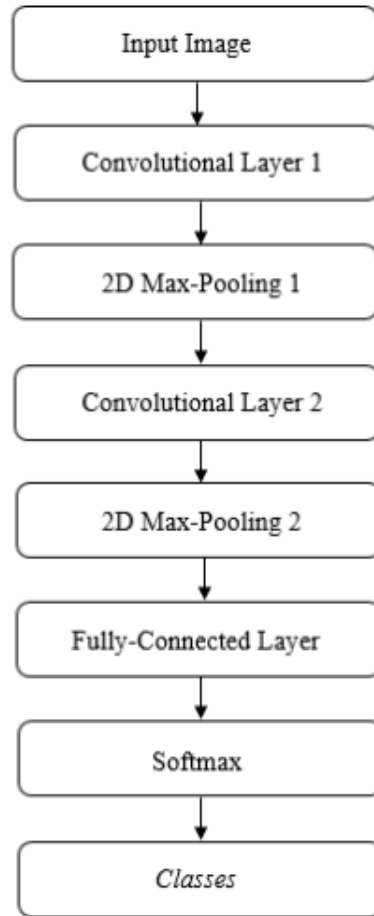 Input Image
Convolutional Layer 1
2D Max-Pooling 1
Convolutional Layer 2
2D Max-Pooling 2
Fully-Connected Layer
Softmax
Classes